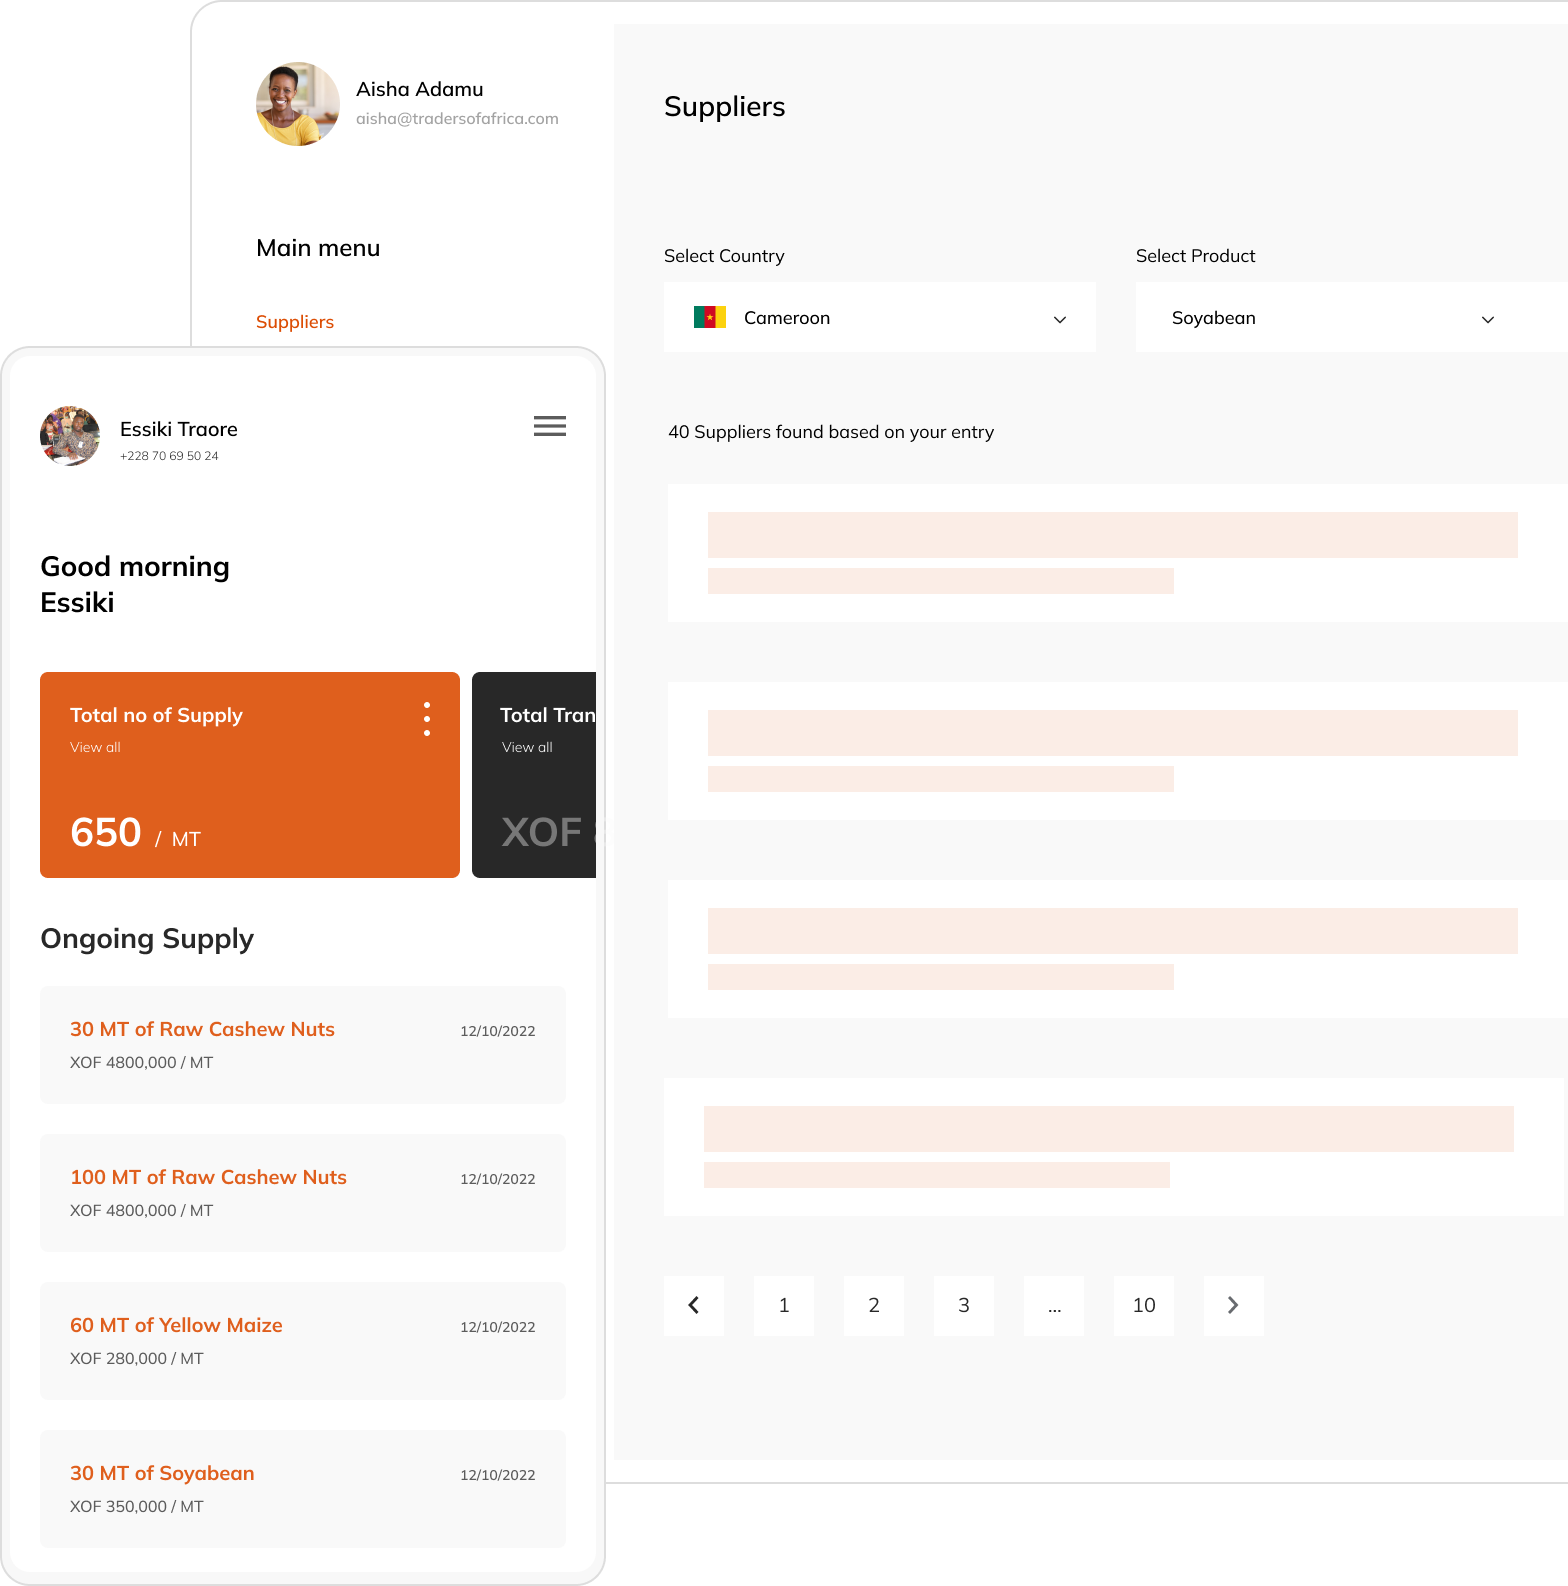 Aisha Adamu
aisha@tradersofafrica.com
Main menu
Suppliers
Suppliers
Select Country
Cameroon
Select Product
Soyabean
40 Suppliers found based on your entry
1
2
3
...
10
Essiki Traore
+228 70 69 50 24
Good morning
Essiki
Total no of Supply
View all
650 / MT
Total Tran
View all
XOF
Ongoing Supply
30 MT of Raw Cashew Nuts
12/10/2022
XOF 4800,000 / MT
100 MT of Raw Cashew Nuts
12/10/2022
XOF 4800,000 / MT
60 MT of Yellow Maize
12/10/2022
XOF 280,000 / MT
30 MT of Soyabean
12/10/2022
XOF 350,000 / MT